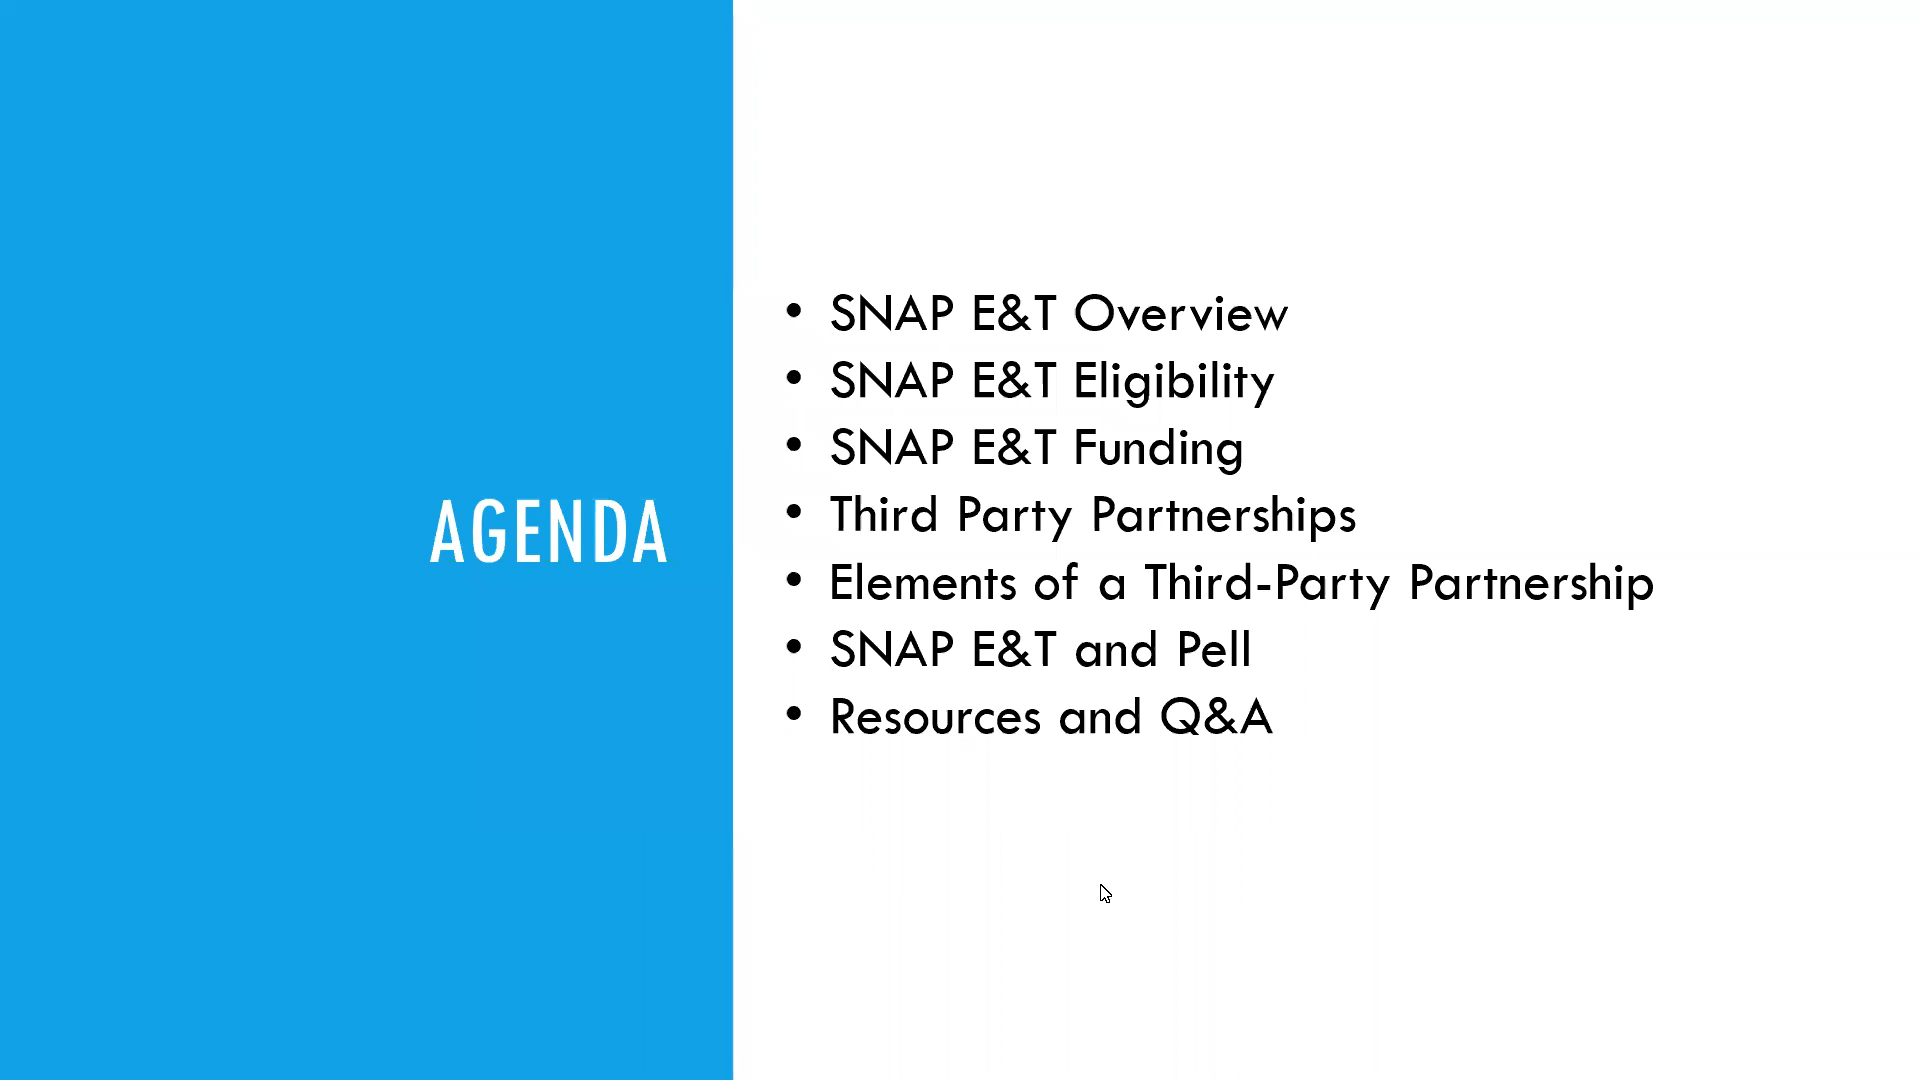 AGENDA
• SNAP E&T Overview
• SNAP E&T Eligibility
• SNAP E&T Funding
• Third Party Partnerships
• Elements of a Third-Party Partnership
• SNAP E&T and Pell
• Resources and Q&A